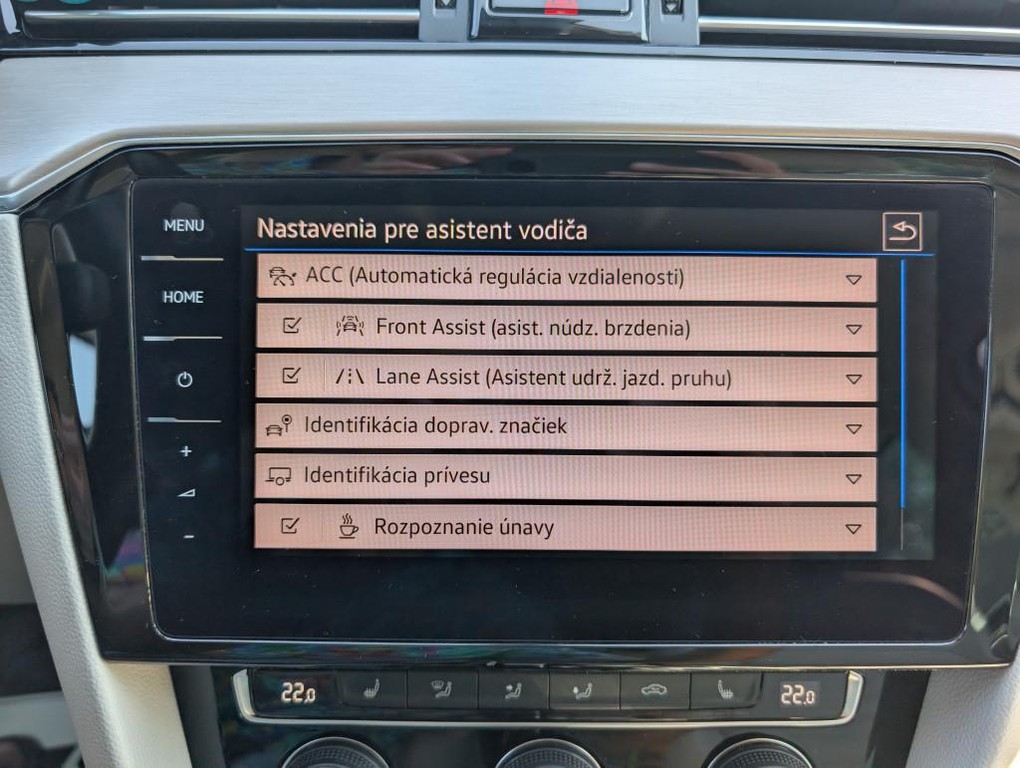 MENU
Nastavenia pre asistent vodiča
ACC (Automatická regulácia vzdialenosti)
HOME
Front Assist (asist. núdz. brzdenia)
Lane Assist (Asistent udrž. jazd. pruhu)
Identifikácia doprav. značiek
+
Identifikácia prívesu
Rozpoznanie únavy
-
22.0
22.0